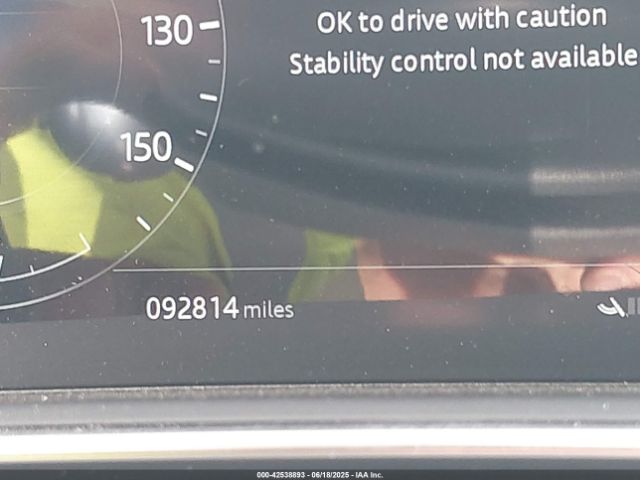 130
OK to drive with caution
Stability control not available
150
092814 miles
000-42538893 - 06/18/2025 - IAA Inc.